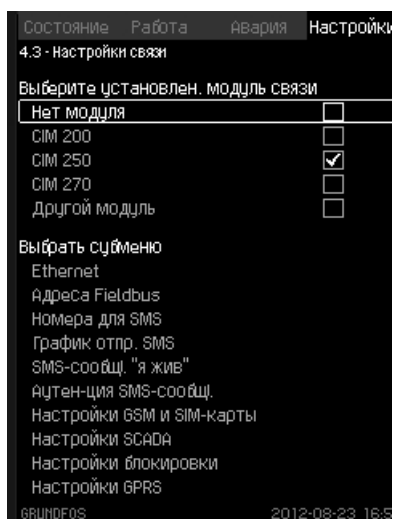 Состояние Работа Авария Настройки
4.3 - Настройки связи
Выберите установлен. модуль связи
Нет модуля
CIM 200
CIM 250
CIM 270
Другой модуль
Выбрать субменю
Ethernet
Адреса Fieldbus
Номера для SMS
График отпр. SMS
SMS-сообщ. "я жив"
Аутен-ция SMS-сообщ.
Настройки GSM и SIM-карты
Настройки SCADA
Настройки блокировки
Настройки GPRS
GRUNDFOS 2012-08-23 16:5